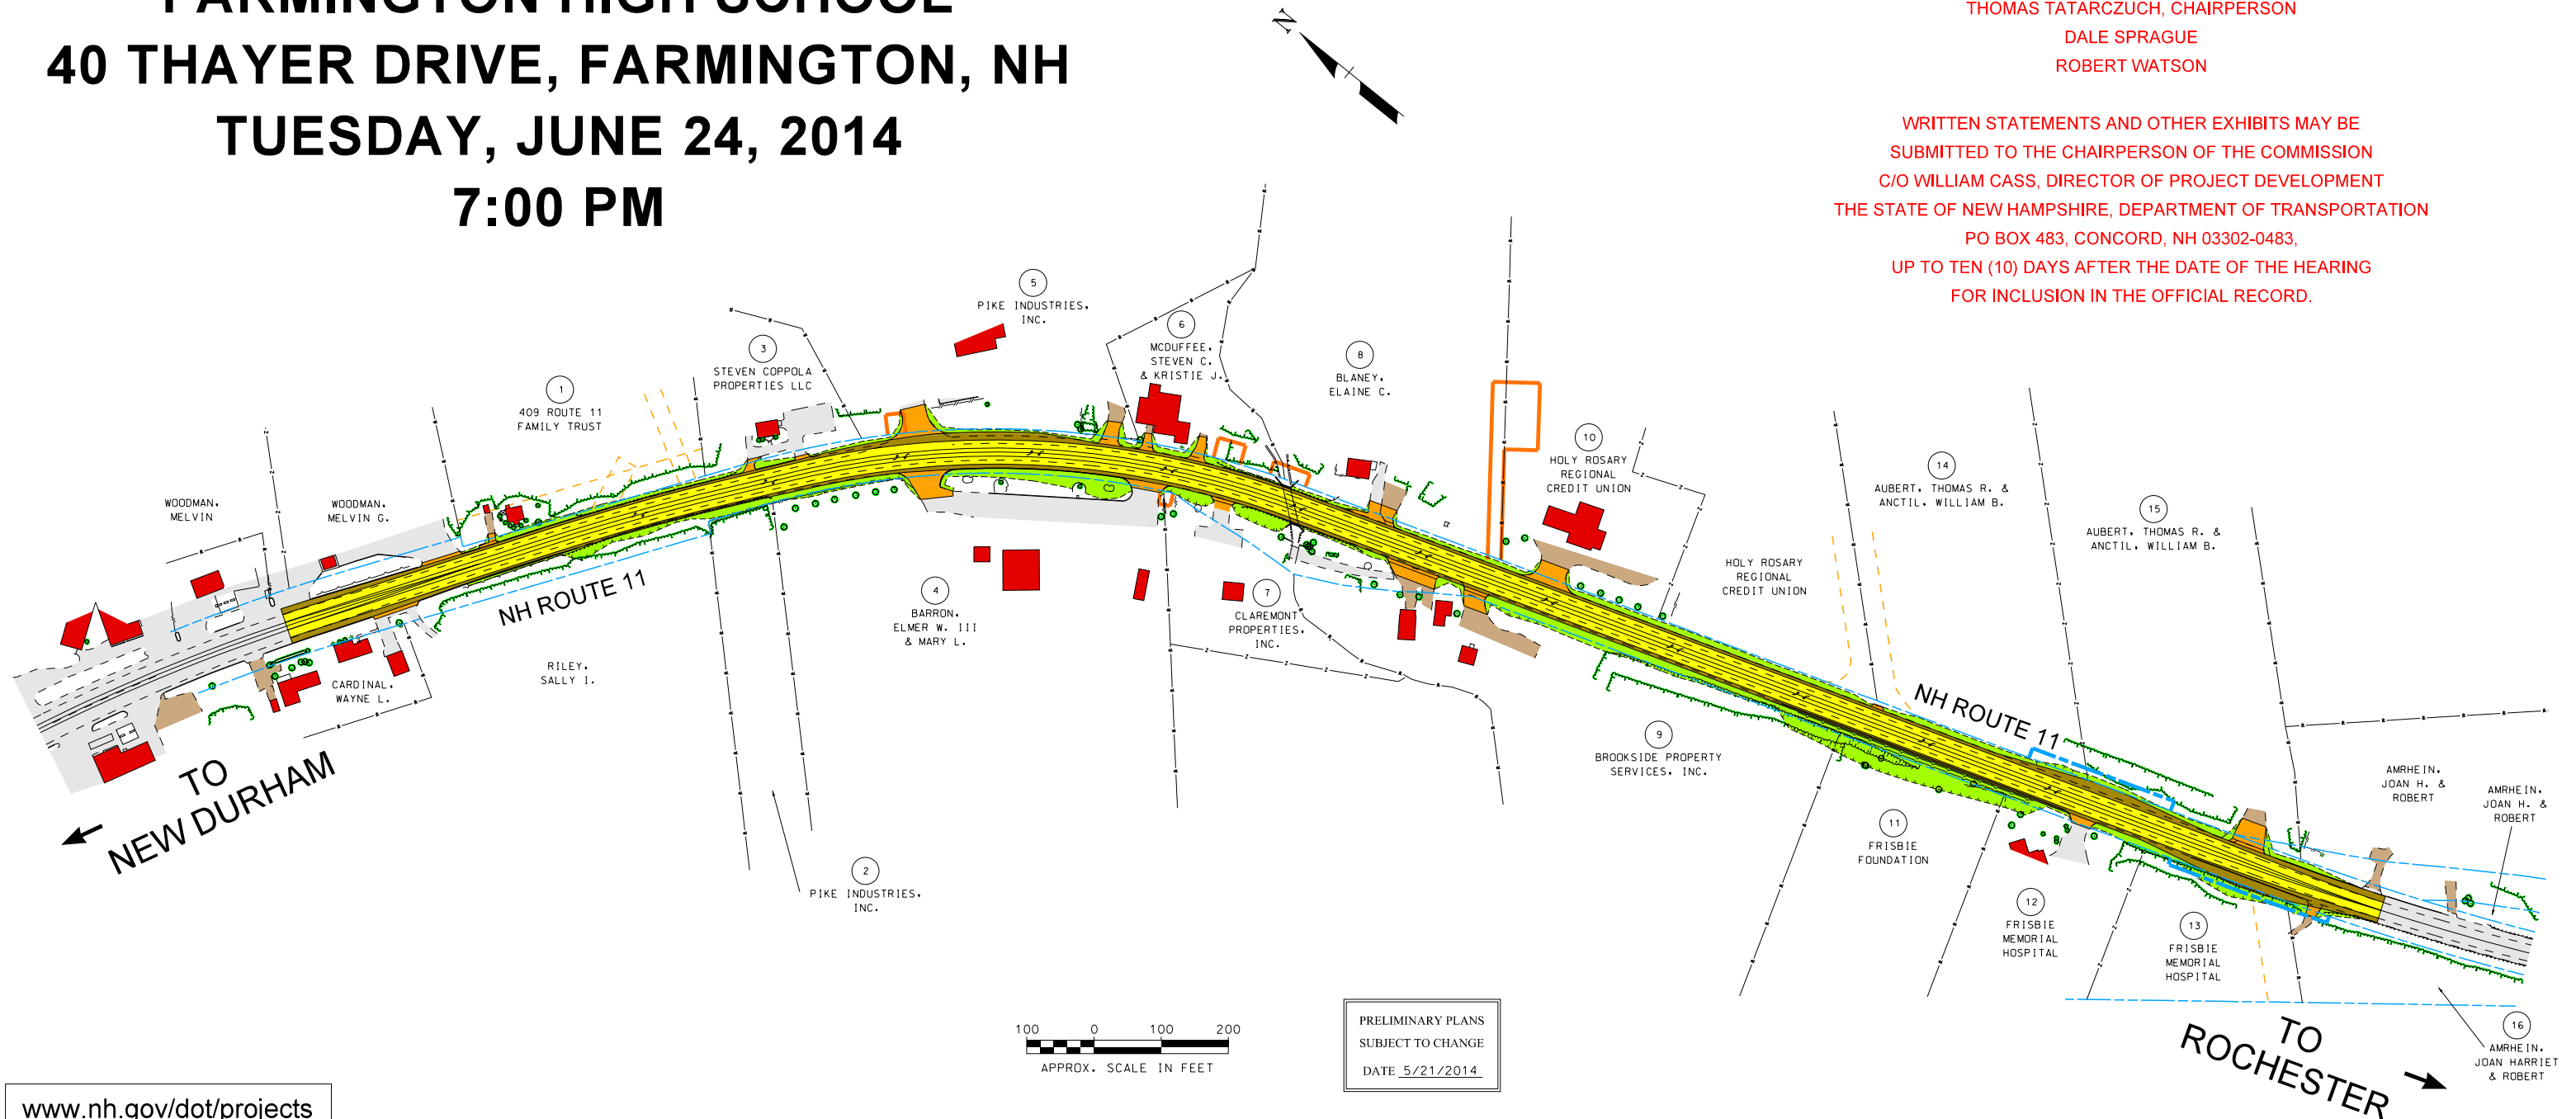 FARMINGTON HIGH SCHOOL
40 THAYER DRIVE, FARMINGTON, NH
TUESDAY, JUNE 24, 2014
7:00 PM
N
THOMAS TATARCZUCH, CHAIRPERSON
DALE SPRAGUE
ROBERT WATSON
WRITTEN STATEMENTS AND OTHER EXHIBITS MAY BE
SUBMITTED TO THE CHAIRPERSON OF THE COMMISSION
C/O WILLIAM CASS, DIRECTOR OF PROJECT DEVELOPMENT
THE STATE OF NEW HAMPSHIRE, DEPARTMENT OF TRANSPORTATION
PO BOX 483, CONCORD, NH 03302-0483,
UP TO TEN (10) DAYS AFTER THE DATE OF THE HEARING
FOR INCLUSION IN THE OFFICIAL RECORD.
WOODMAN,
MELVIN
WOODMAN,
MELVIN G.
1
409 ROUTE 11
FAMILY TRUST
3
STEVEN COPPOLA
PROPERTIES LLC
5
PIKE INDUSTRIES,
INC.
6
MCDUFFEE,
STEVEN C.
& KRISTIE J.
8
BLANEY,
ELAINE C.
10
HOLY ROSARY
REGIONAL
CREDIT UNION
HOLY ROSARY
REGIONAL
CREDIT UNION
14
AUBERT, THOMAS R. &
ANCTIL, WILLIAM B.
15
AUBERT, THOMAS R. &
ANCTIL, WILLIAM B.
AMRHEIN,
JOAN H. &
ROBERT
AMRHEIN,
JOAN H. &
ROBERT
NH ROUTE 11
NH ROUTE 11
CARDINAL,
WAYNE L.
RILEY,
SALLY I.
2
PIKE INDUSTRIES,
INC.
4
BARRON,
ELMER W. III
& MARY L.
7
CLAREMONT
PROPERTIES,
INC.
9
BROOKSIDE PROPERTY
SERVICES, INC.
11
FRISBIE
FOUNDATION
12
FRISBIE
MEMORIAL
HOSPITAL
13
FRISBIE
MEMORIAL
HOSPITAL
16
AMRHEIN,
JOAN HARRIET
& ROBERT
TO
NEW DURHAM
TO
ROCHESTER
100 0 100 200
APPROX. SCALE IN FEET
PRELIMINARY PLANS
SUBJECT TO CHANGE
DATE 5/21/2014
www.nh.gov/dot/projects